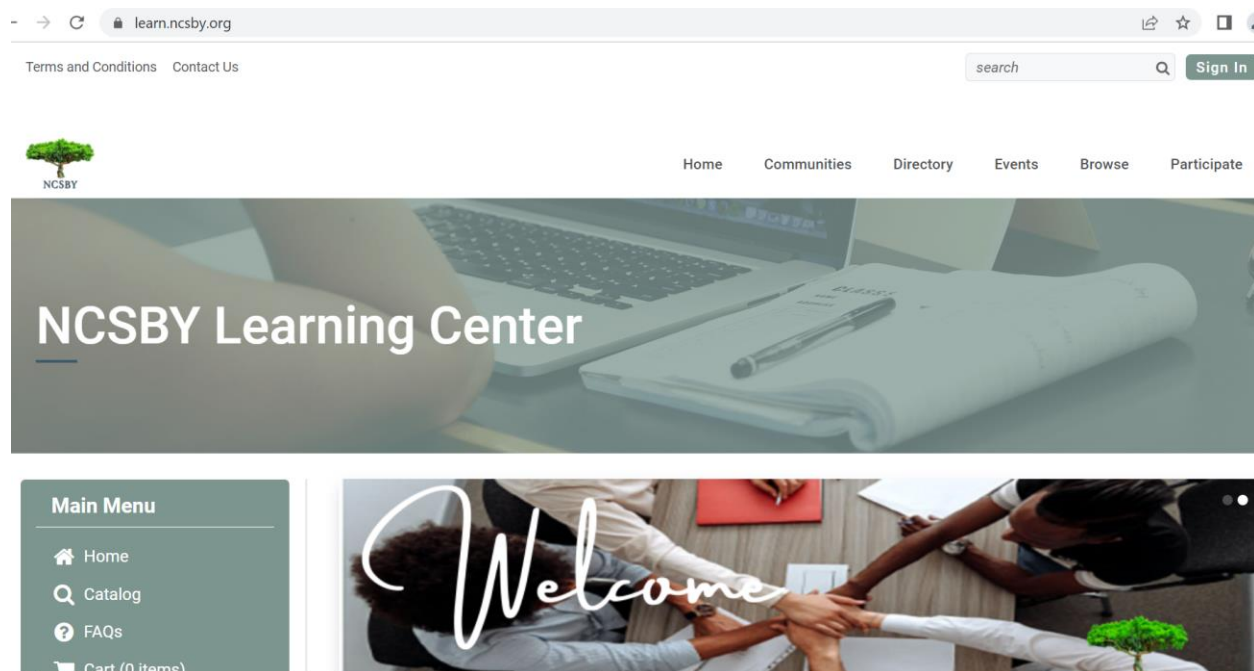 learn.ncsby.org
Terms and Conditions Contact Us
search Sign In
NCSBY
Home Communities Directory Events Browse Participate
NCSBY Learning Center
Main Menu
Home
Catalog
FAQs
Cart (0 items)
Welcome